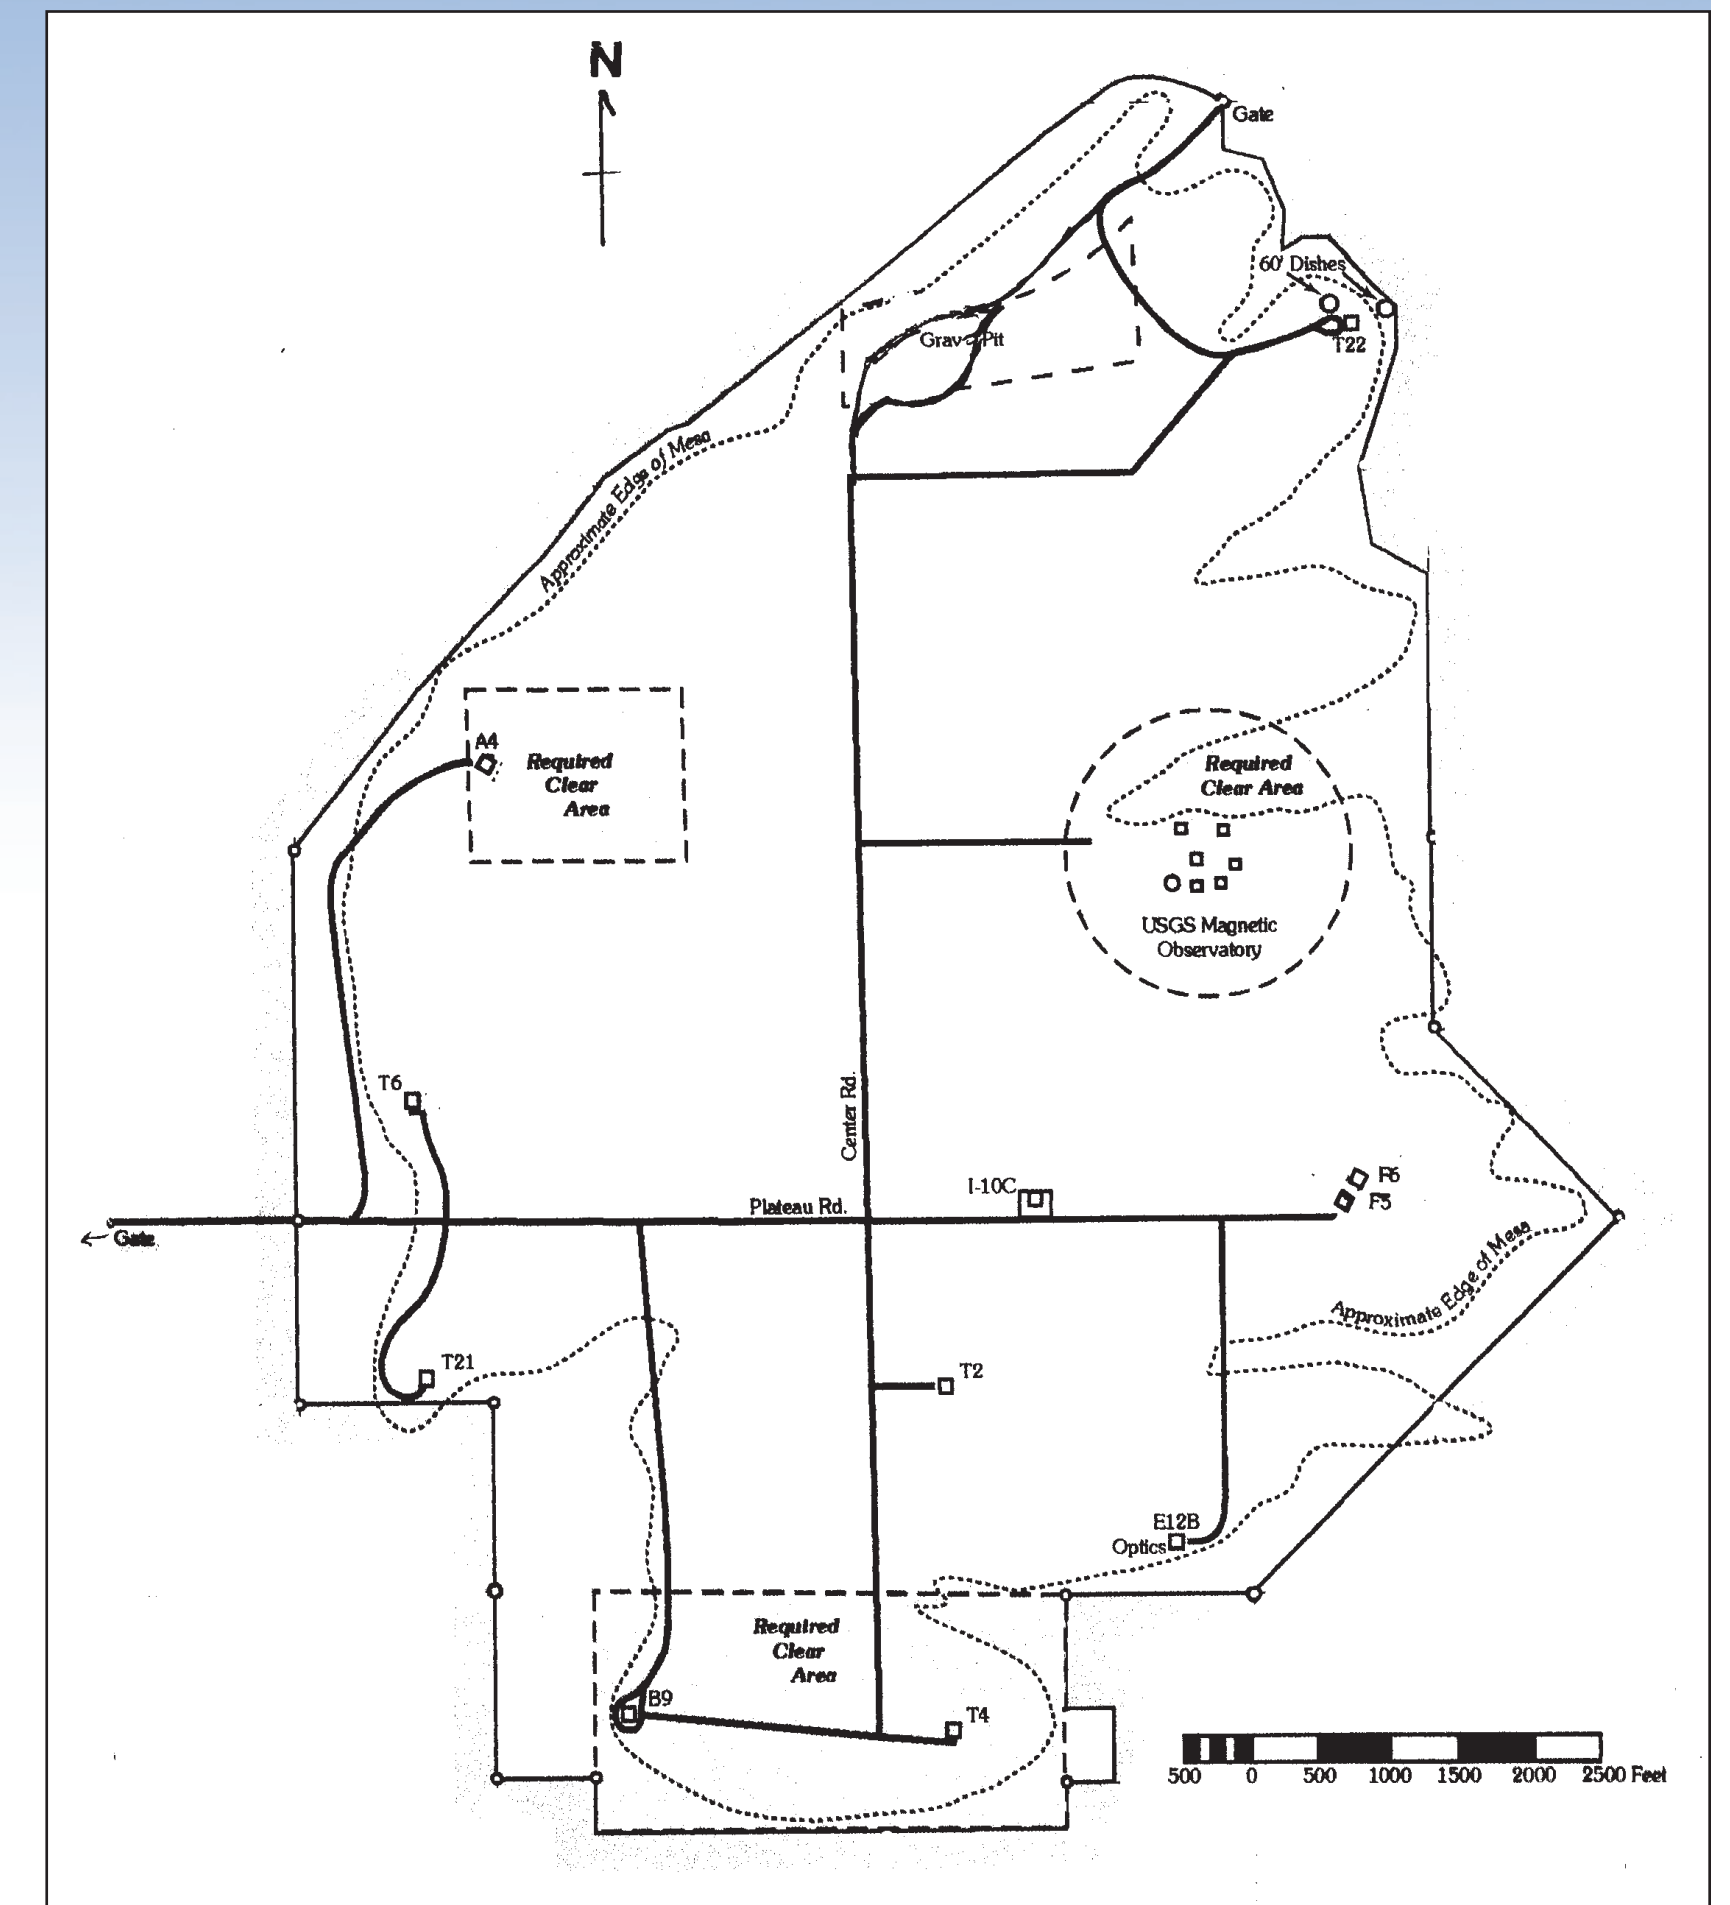 N
Gate
60' Dishes
T22
Pit
Approximate Edge of Mesa
A4
Required
Clear
Area
Required
Clear Area
USGS Magnetic
Observatory
T6
Center Rd.
I-10C
F6
F5
Plateau Rd.
Gate
Approximate Edge of Mesa
T21
T2
E12B
Optics
Required
Clear
Area
B9
T4
500 0 500 1000 1500 2000 2500 Feet